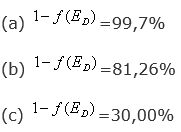 (a) 1−f(E_D)=99,7%
(b) 1−f(E_D)=81,26%
(c) 1−f(E_D)=30,00%